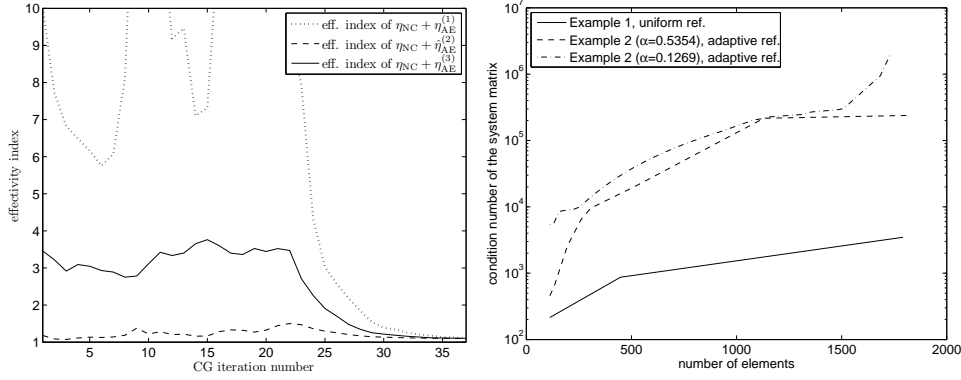 eff. index of η_NC + η_AE^(1)
eff. index of η_NC + η̂_AE^(2)
eff. index of η_NC + η_AE^(3)
effectivity index
10
9
8
7
6
5
4
3
2
1
5
10
15
20
25
30
35
CG iteration number
Example 1, uniform ref.
Example 2 (α=0.5354), adaptive ref.
Example 2 (α=0.1269), adaptive ref.
condition number of the system matrix
10^7
10^6
10^5
10^4
10^3
10^2
0
500
1000
1500
2000
number of elements